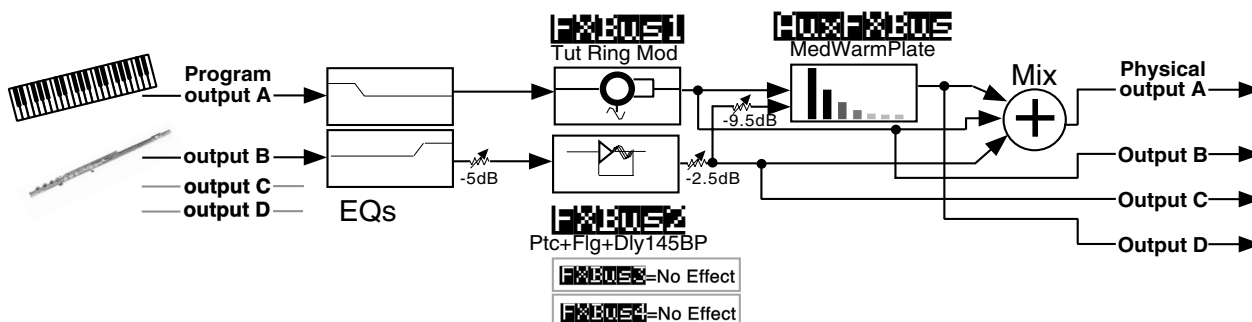 FXBUS1
AuxFXBus
Tut Ring Mod
MedWarmPlate
Program
output A
Mix
Physical
output A
-9.5dB
output B
Output B
-5dB
-2.5dB
output C
Output C
output D
EQs
FXBUS2
Output D
Ptc+Flg+Dly145BP
FXBUS3=No Effect
FXBUS4=No Effect